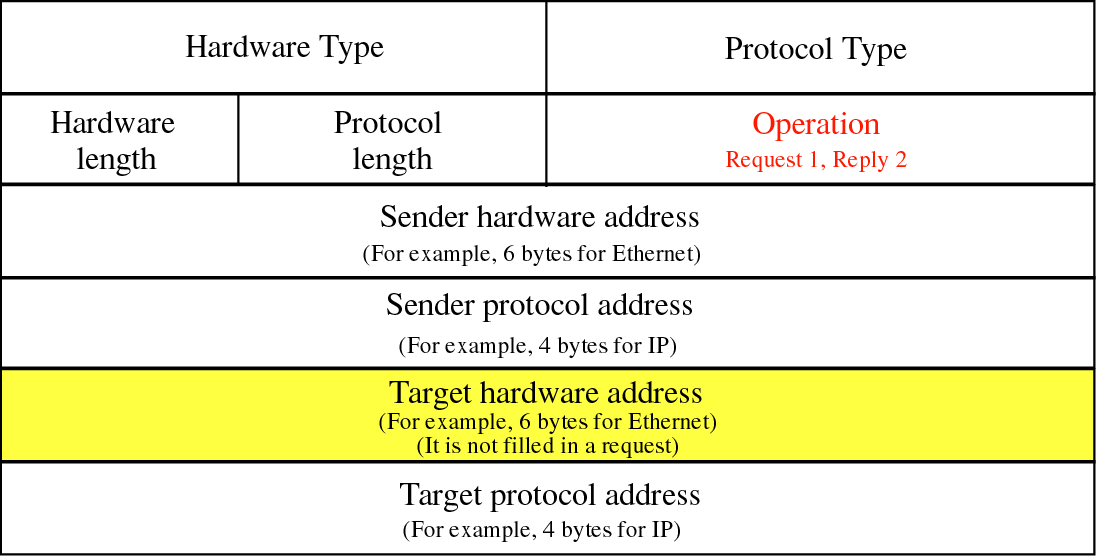 Hardware Type
Protocol Type
Hardware
length
Protocol
length
Operation
Request 1, Reply 2
Sender hardware address
(For example, 6 bytes for Ethernet)
Sender protocol address
(For example, 4 bytes for IP)
Target hardware address
(For example, 6 bytes for Ethernet)
(It is not filled in a request)
Target protocol address
(For example, 4 bytes for IP)